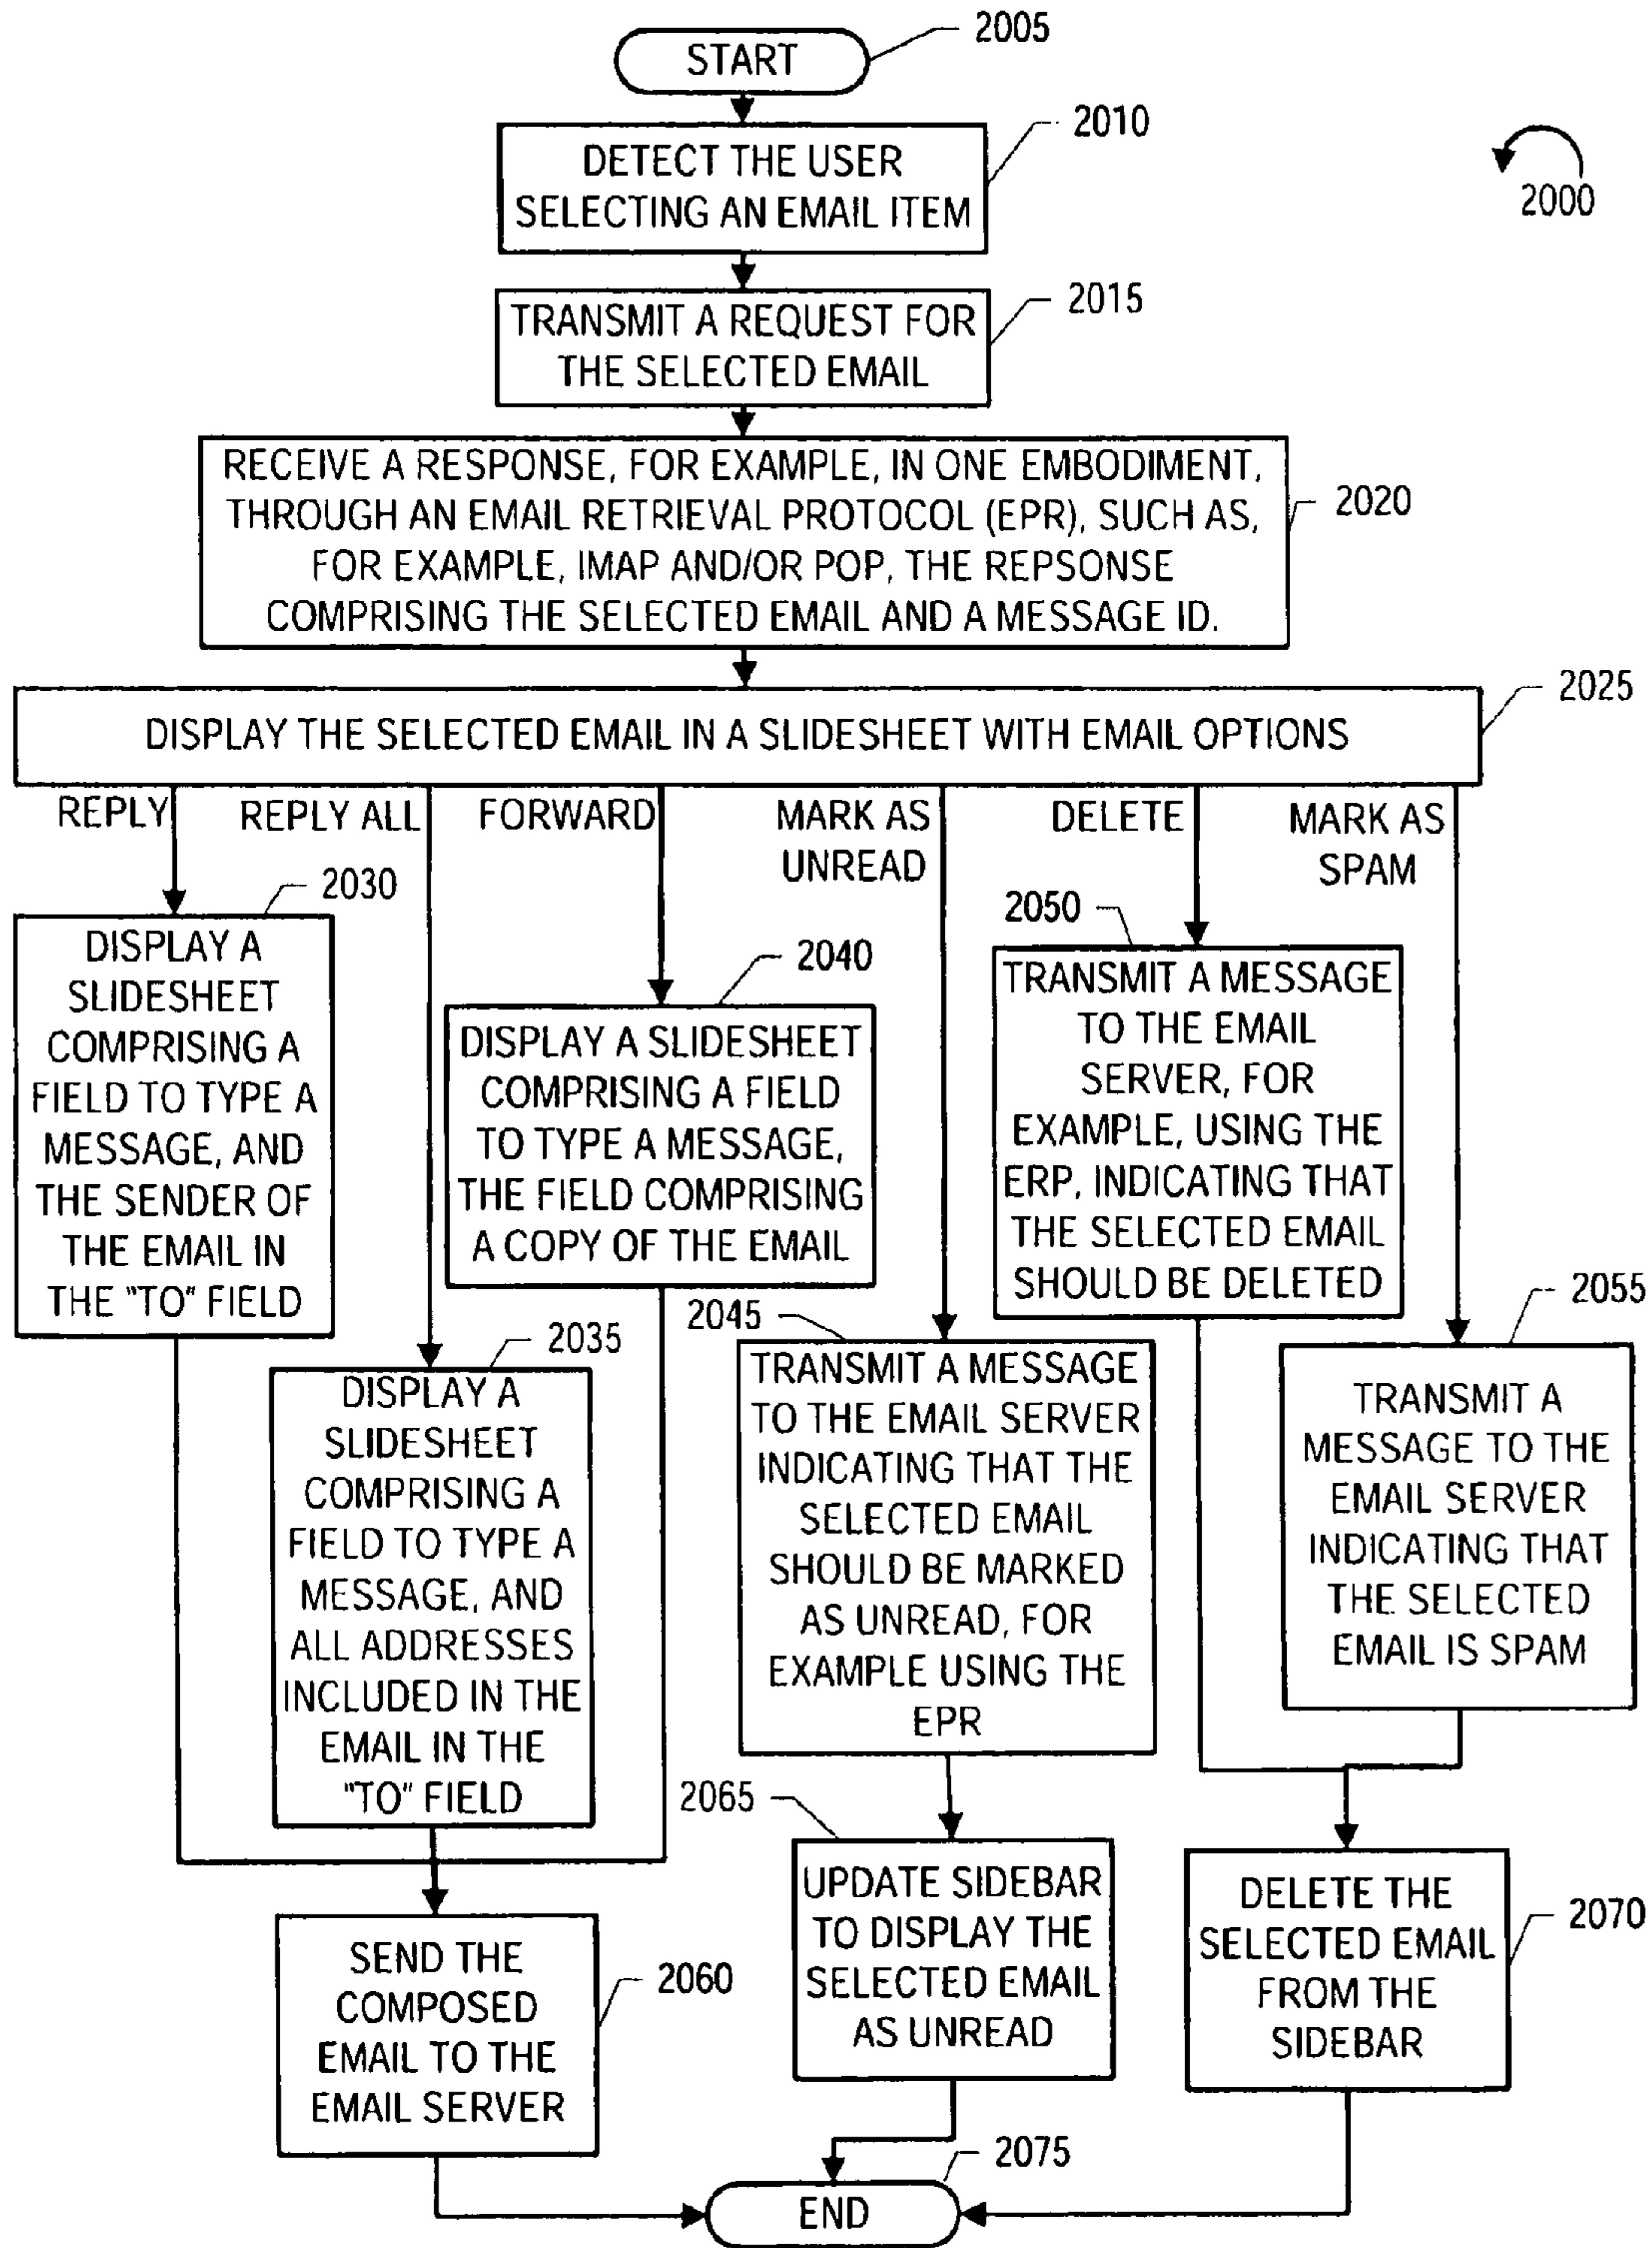 START
2005
DETECT THE USER
SELECTING AN EMAIL ITEM
2010
2000
TRANSMIT A REQUEST FOR
THE SELECTED EMAIL
2015
RECEIVE A RESPONSE, FOR EXAMPLE, IN ONE EMBODIMENT,
THROUGH AN EMAIL RETRIEVAL PROTOCOL (EPR), SUCH AS,
FOR EXAMPLE, IMAP AND/OR POP, THE REPSONSE
COMPRISING THE SELECTED EMAIL AND A MESSAGE ID.
2020
DISPLAY THE SELECTED EMAIL IN A SLIDESHEET WITH EMAIL OPTIONS
2025
REPLY
REPLY ALL
FORWARD
MARK AS
UNREAD
DELETE
MARK AS
SPAM
2030
DISPLAY A
SLIDESHEET
COMPRISING A
FIELD TO TYPE A
MESSAGE, AND
THE SENDER OF
THE EMAIL IN
THE "TO" FIELD
2040
DISPLAY A SLIDESHEET
COMPRISING A FIELD
TO TYPE A MESSAGE,
THE FIELD COMPRISING
A COPY OF THE EMAIL
2050
TRANSMIT A MESSAGE
TO THE EMAIL
SERVER, FOR
EXAMPLE, USING THE
ERP, INDICATING THAT
THE SELECTED EMAIL
SHOULD BE DELETED
2035
DISPLAY A
SLIDESHEET
COMPRISING A
FIELD TO TYPE A
MESSAGE, AND
ALL ADDRESSES
INCLUDED IN THE
EMAIL IN THE
"TO" FIELD
2045
TRANSMIT A MESSAGE
TO THE EMAIL SERVER
INDICATING THAT THE
SELECTED EMAIL
SHOULD BE MARKED
AS UNREAD, FOR
EXAMPLE USING THE
EPR
2055
TRANSMIT A
MESSAGE TO THE
EMAIL SERVER
INDICATING THAT
THE SELECTED
EMAIL IS SPAM
SEND THE
COMPOSED
EMAIL TO THE
EMAIL SERVER
2060
2065
UPDATE SIDEBAR
TO DISPLAY THE
SELECTED EMAIL
AS UNREAD
DELETE THE
SELECTED EMAIL
FROM THE
SIDEBAR
2070
2075
END